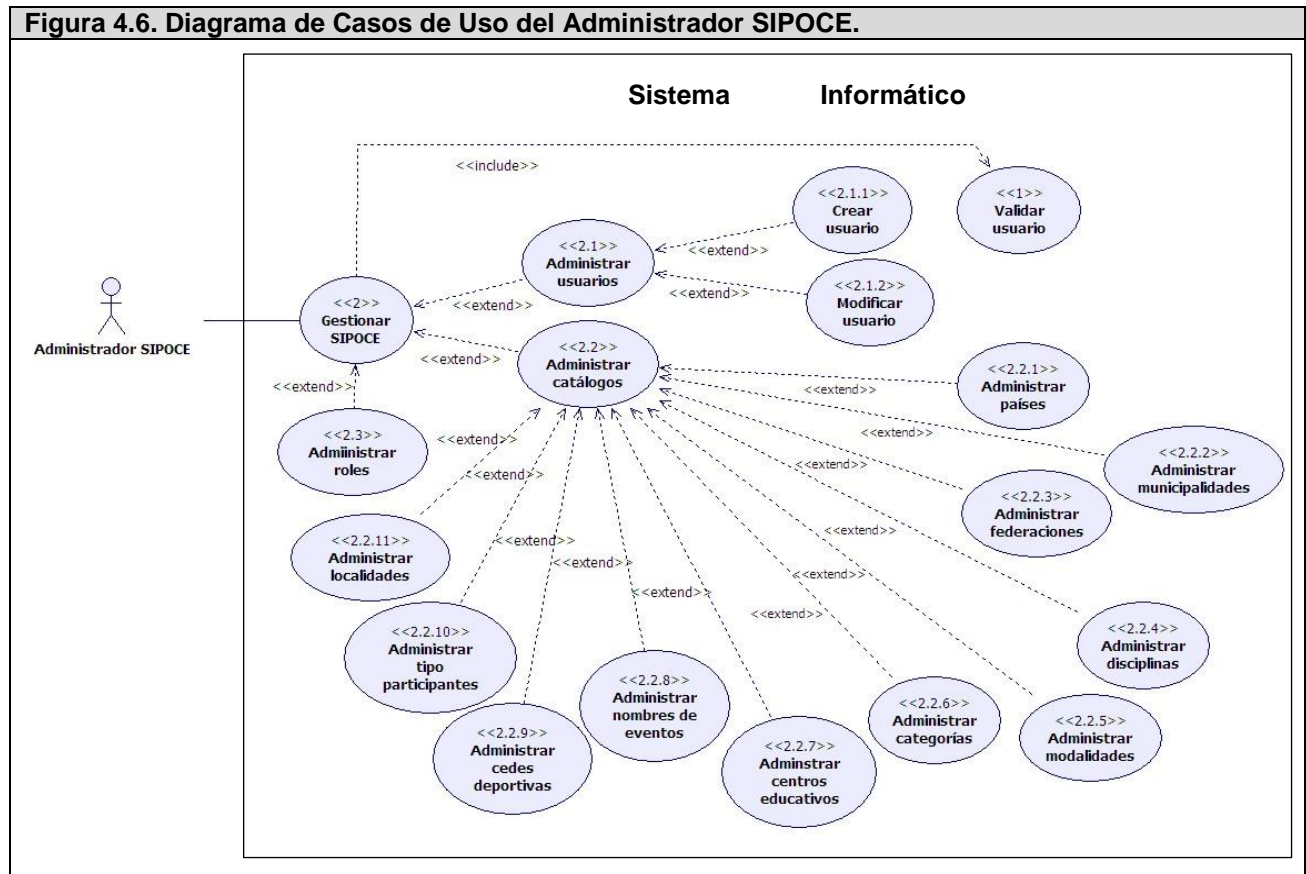 Figura 4.6. Diagrama de Casos de Uso del Administrador SIPOCE.
Sistema Informático
<<include>>
<<1>>
Validar
usuario
<<2.1.1>>
Crear
usuario
<<extend>>
<<2.1>>
Administrar
usuarios
<<extend>>
<<2.1.2>>
Modificar
usuario
<<extend>>
<<2>>
Gestionar
SIPOCE
Administrador SIPOCE
<<extend>>
<<2.2>>
Administrar
catálogos
<<extend>>
<<2.3>>
Admiinistrar
roles
<<extend>>
<<2.2.1>>
Administrar
países
<<extend>>
<<2.2.2>>
Administrar
municipalidades
<<extend>>
<<2.2.3>>
Administrar
federaciones
<<extend>>
<<2.2.11>>
Administrar
localidades
<<extend>>
<<extend>>
<<2.2.10>>
Administrar
tipo
participantes
<<extend>>
<<2.2.9>>
Administrar
cedes
deportivas
<<extend>>
<<2.2.8>>
Administrar
nombres de
eventos
<<extend>>
<<2.2.7>>
Adminstrar
centros
educativos
<<extend>>
<<2.2.6>>
Administrar
categorías
<<extend>>
<<2.2.5>>
Administrar
modalidades
<<extend>>
<<2.2.4>>
Administrar
disciplinas